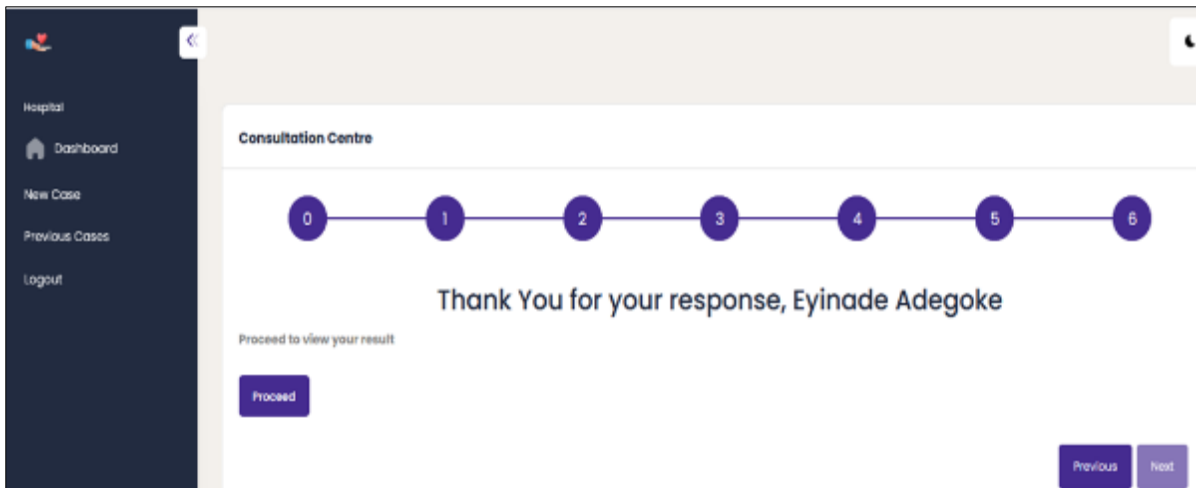 Hospital
Dashboard
New Case
Previous Cases
Logout
Consultation Centre
0 1 2 3 4 5 6
Thank You for your response, Eyinade Adegoke
Proceed to view your result
Proceed
Previous Next